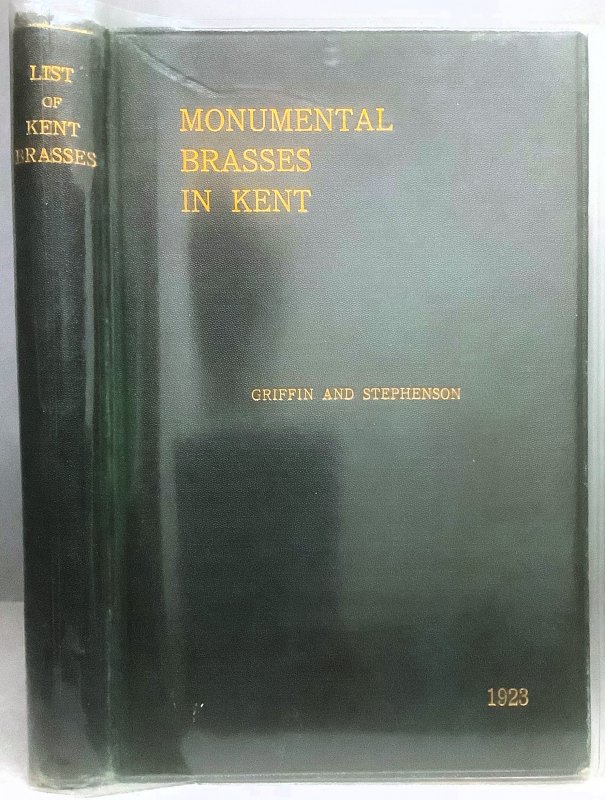 LIST
OF
KENT
BRASSES
MONUMENTAL
BRASSES
IN KENT
GRIFFIN AND STEPHENSON
1923